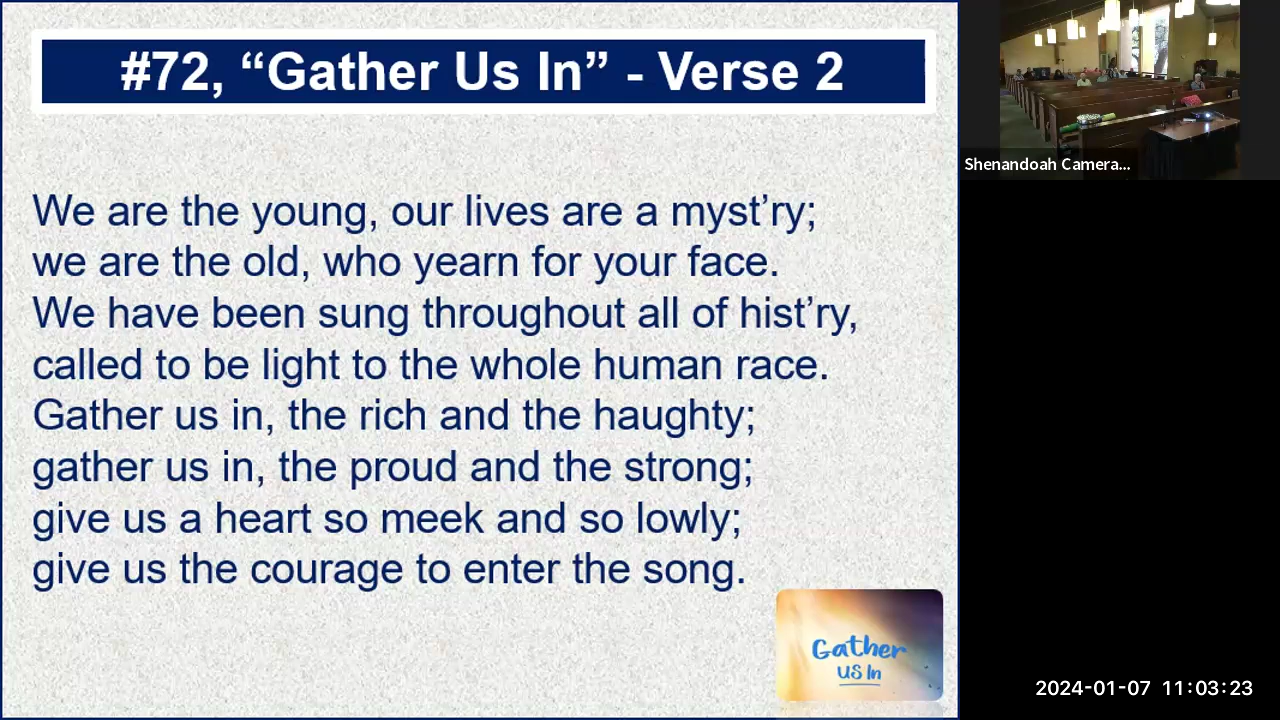 #72, “Gather Us In” - Verse 2
We are the young, our lives are a myst’ry;
we are the old, who yearn for your face.
We have been sung throughout all of hist’ry,
called to be light to the whole human race.
Gather us in, the rich and the haughty;
gather us in, the proud and the strong;
give us a heart so meek and so lowly;
give us the courage to enter the song.
Gather
us In
Shenandoah Camera...
2024-01-07 11:03:23